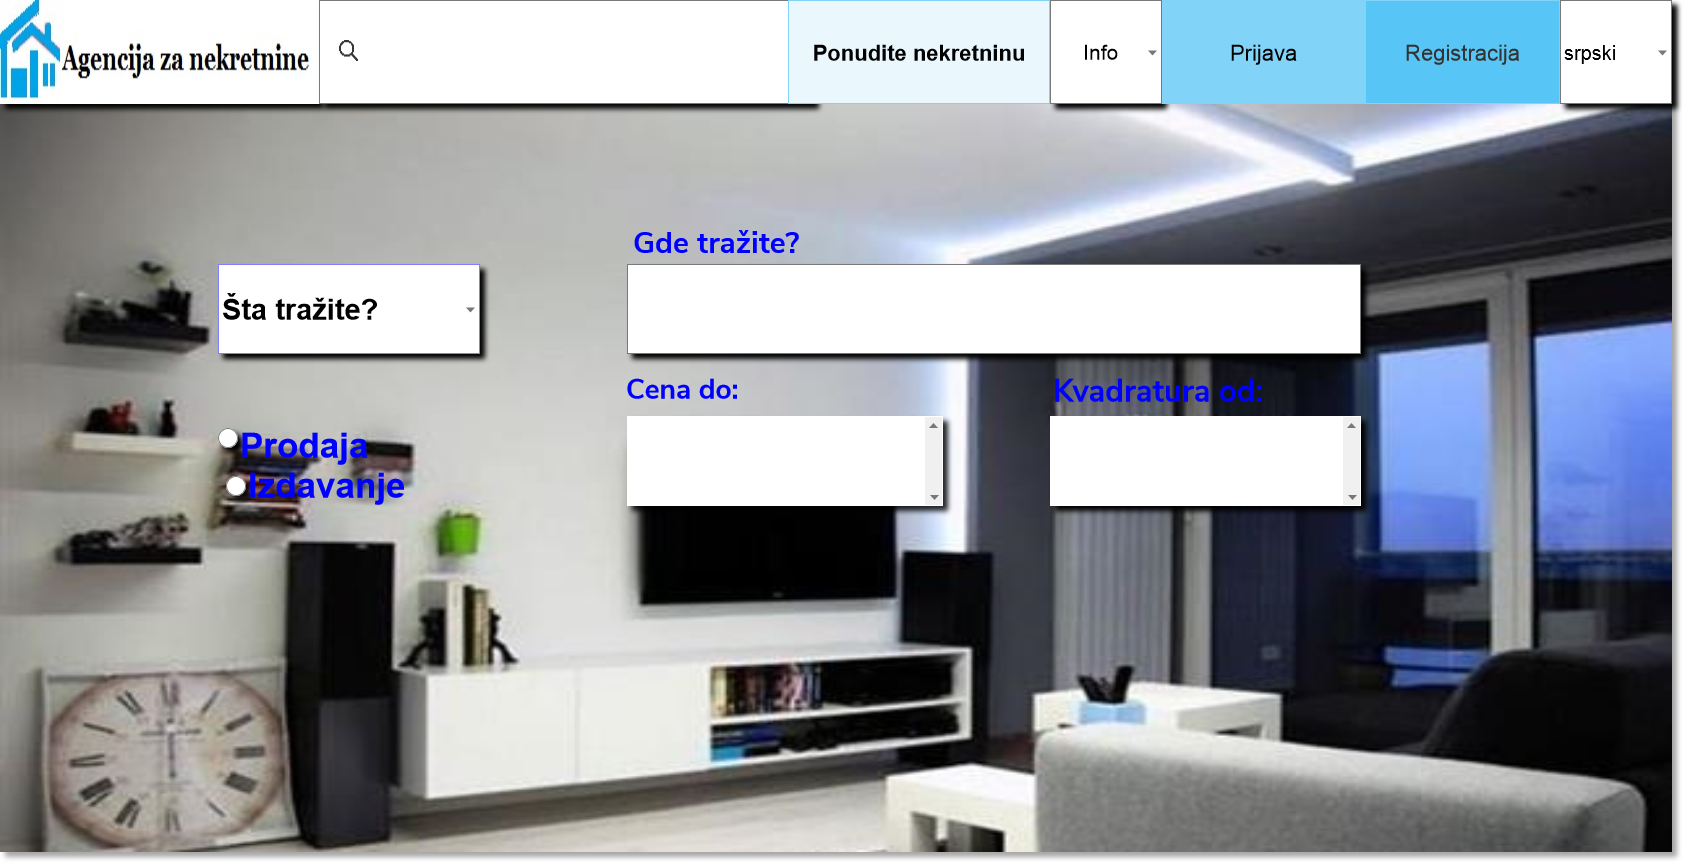 Agencija za nekretnine
Ponudite nekretninu
Info
Prijava
Registracija
srpski
Gde tražite?
Šta tražite?
Cena do:
Kvadratura od:
Prodaja
Izdavanje